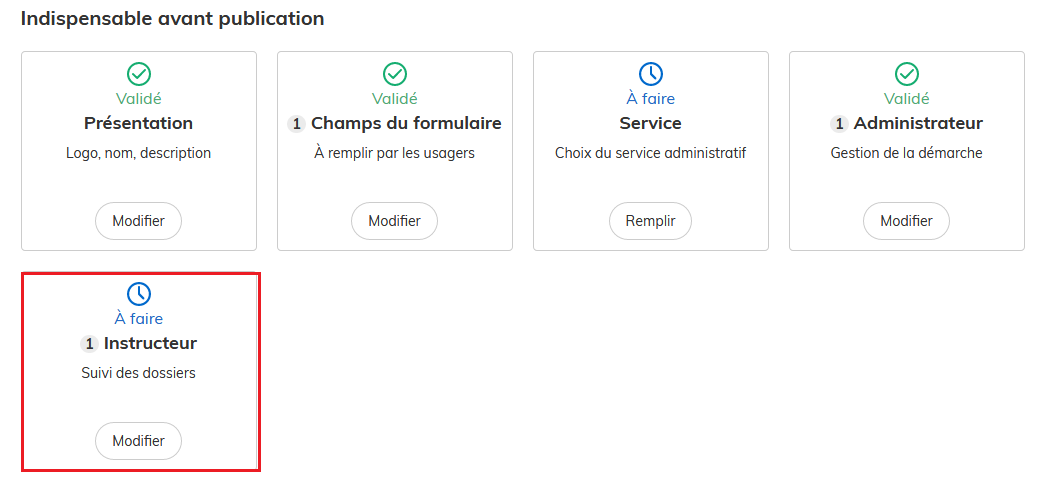 Indispensable avant publication
Validé
Présentation
Logo, nom, description
Modifier
Validé
1 Champs du formulaire
À remplir par les usagers
Modifier
À faire
Service
Choix du service administratif
Remplir
Validé
1 Administrateur
Gestion de la démarche
Modifier
À faire
1 Instructeur
Suivi des dossiers
Modifier